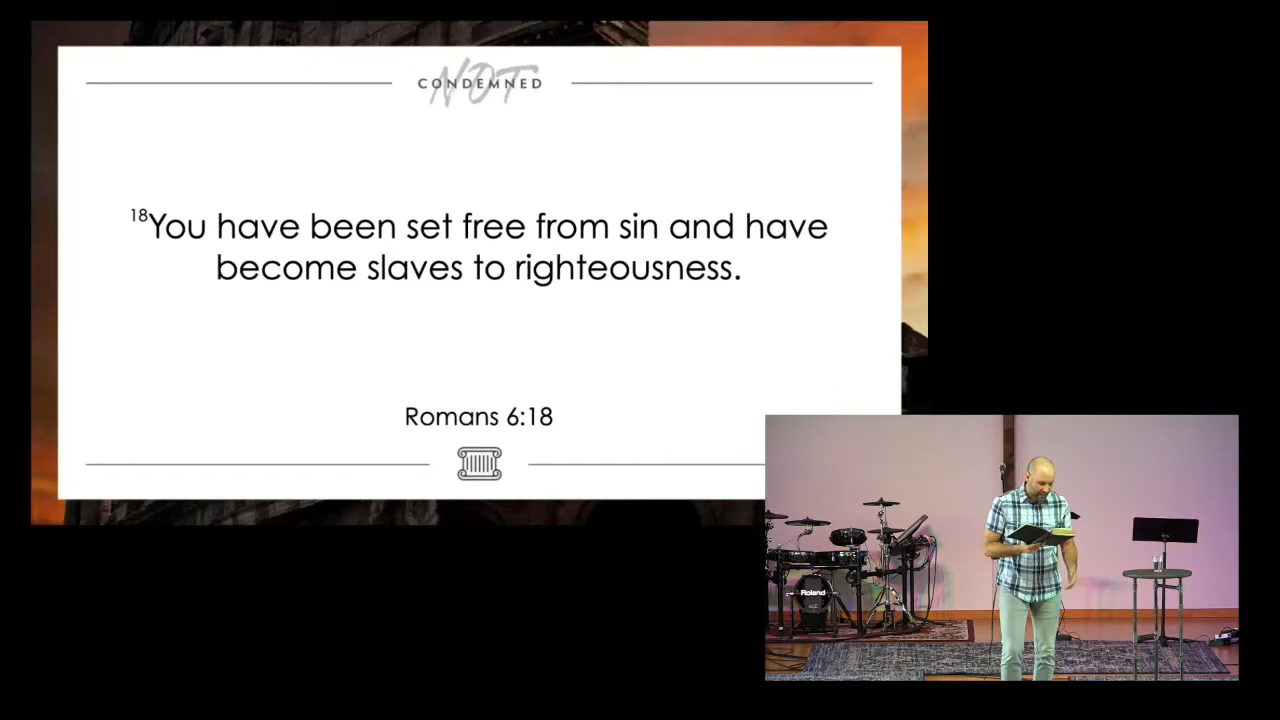 NOT
CONDEMNED
18You have been set free from sin and have
become slaves to righteousness.
Romans 6:18
Roland